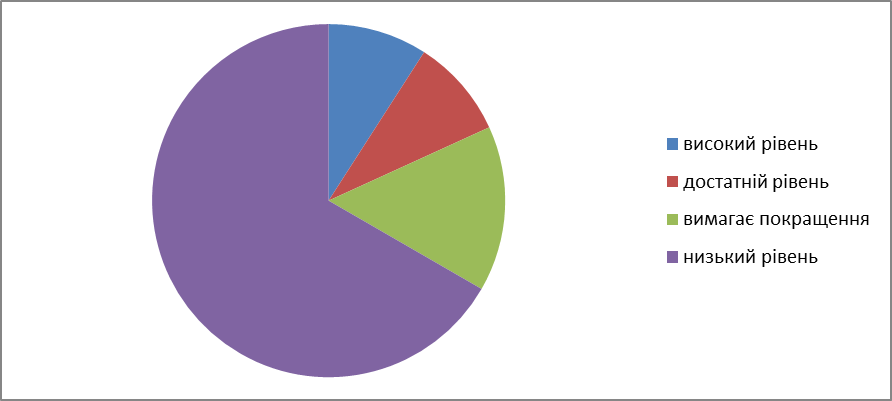 високий рівень
достатній рівень
вимагає покращення
низький рівень